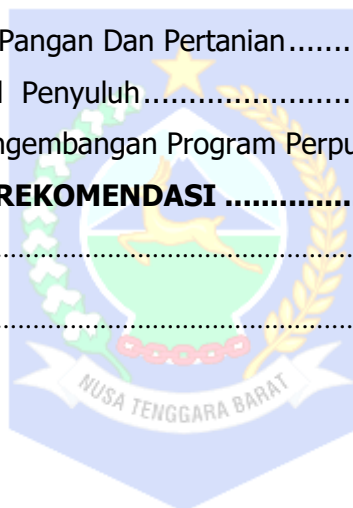 Pangan Dan Pertanian.......
Penyuluh......................
ngembangan Program Perpu
REKOMENDASI ..............
................................................
................................................
NUSA TENGGARA BARAT